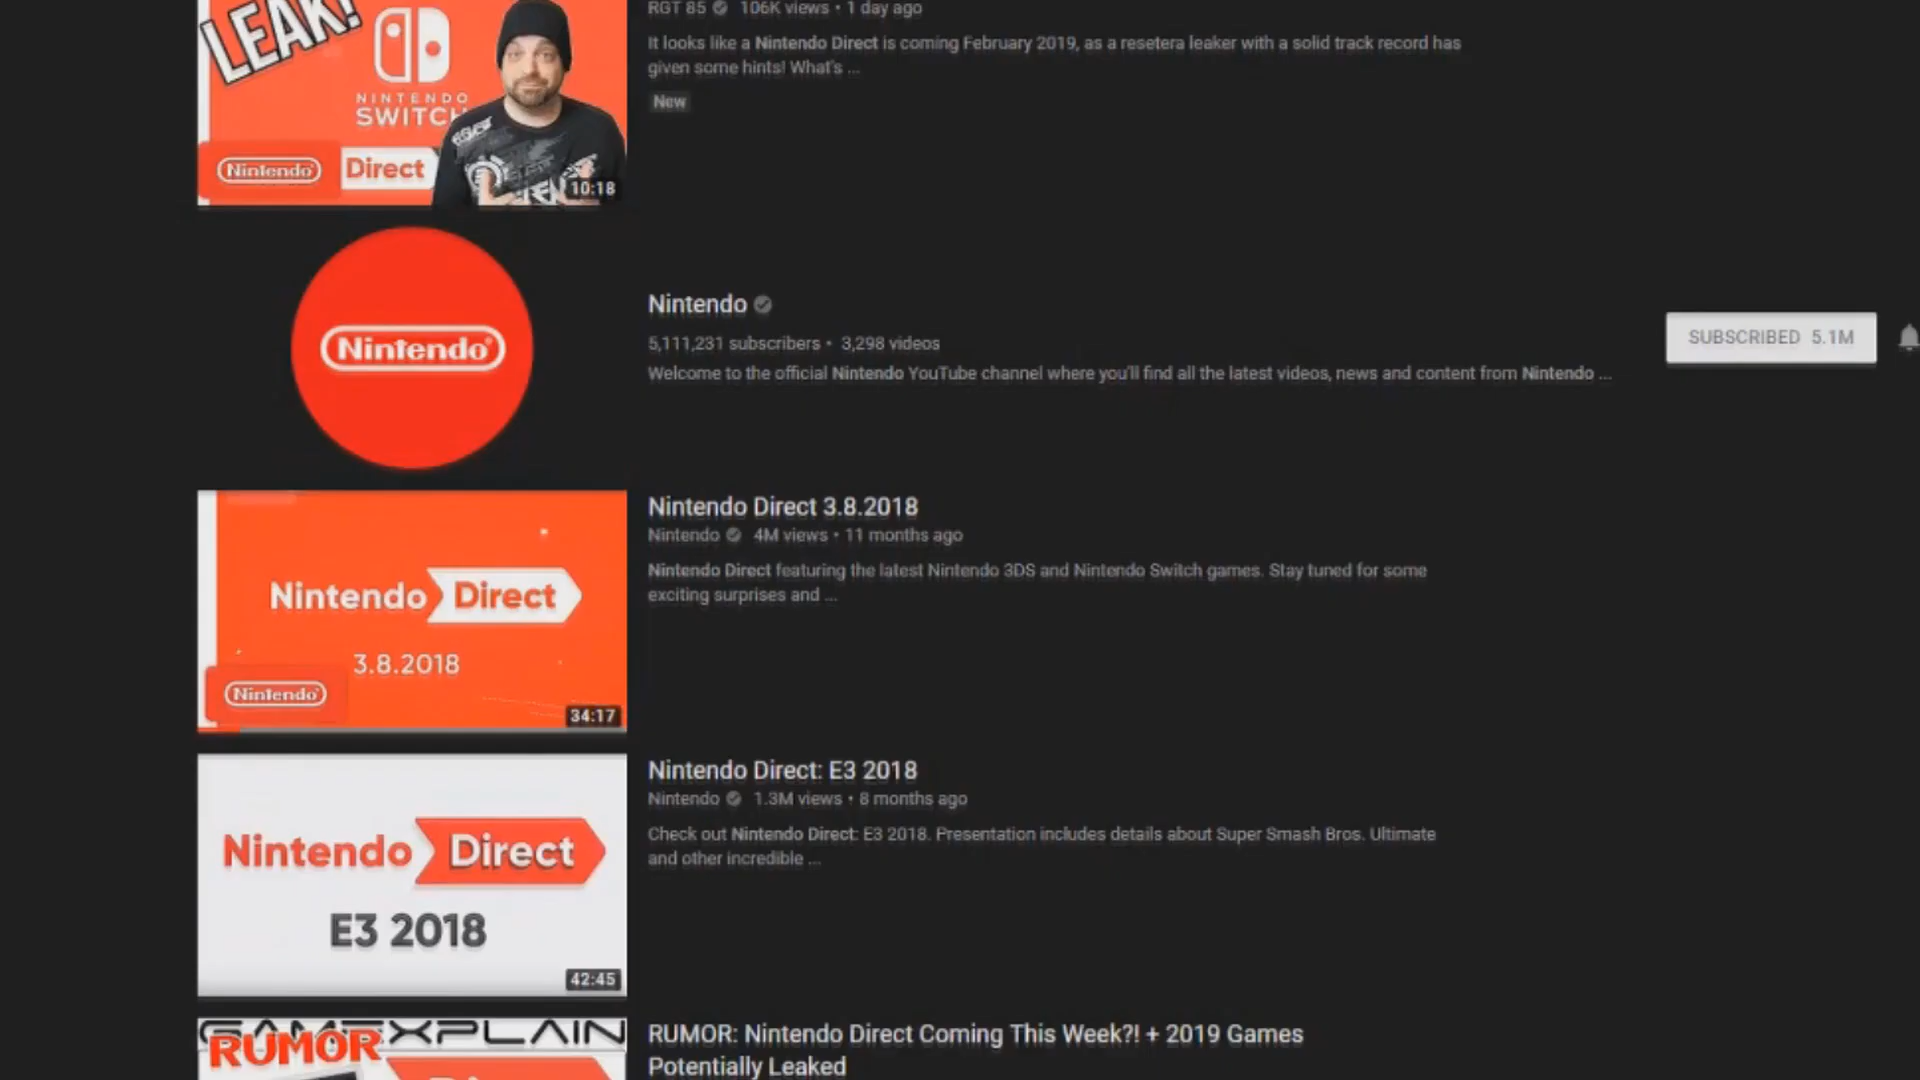 LEAK!
NINTENDO
SWITCH
Nintendo Direct
10:18
RGT 85 106K views • 1 day ago
It looks like a Nintendo Direct is coming February 2019, as a resetera leaker with a solid track record has
given some hints! What's ...
New
Nintendo
Nintendo
5,111,231 subscribers • 3,298 videos
Welcome to the official Nintendo YouTube channel where you'll find all the latest videos, news and content from Nintendo ...
SUBSCRIBED 5.1M
Nintendo Direct
3.8.2018
Nintendo
34:17
Nintendo Direct 3.8.2018
Nintendo 4M views • 11 months ago
Nintendo Direct featuring the latest Nintendo 3DS and Nintendo Switch games. Stay tuned for some
exciting surprises and ...
Nintendo Direct
E3 2018
42:45
Nintendo Direct: E3 2018
Nintendo 1.3M views • 8 months ago
Check out Nintendo Direct: E3 2018. Presentation includes details about Super Smash Bros. Ultimate
and other incredible ...
GAMEXPLAIN
RUMOR
RUMOR: Nintendo Direct Coming This Week?! + 2019 Games
Potentially Leaked